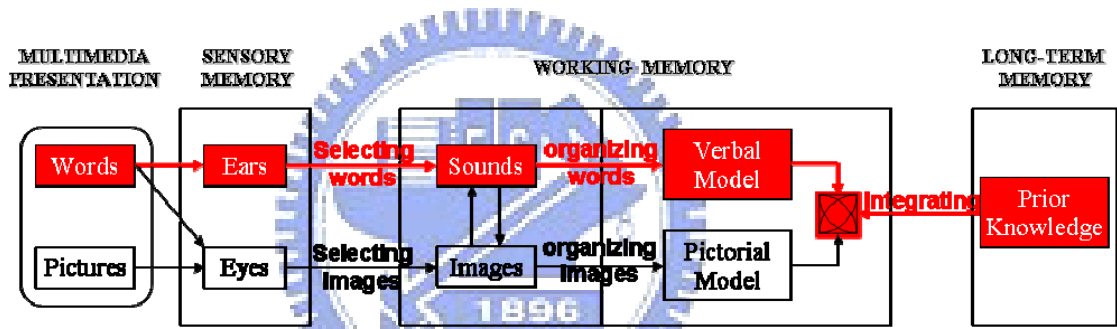 MULTIMEDIA
PRESENTATION
SENSORY
MEMORY
WORKING MEMORY
LONG-TERM
MEMORY
Words
Ears
Selecting
words
Sounds
organizing
words
Verbal
Model
Integrating
Prior
Knowledge
Pictures
Eyes
Selecting
Images
Images
organizing
Images
Pictorial
Model
1896